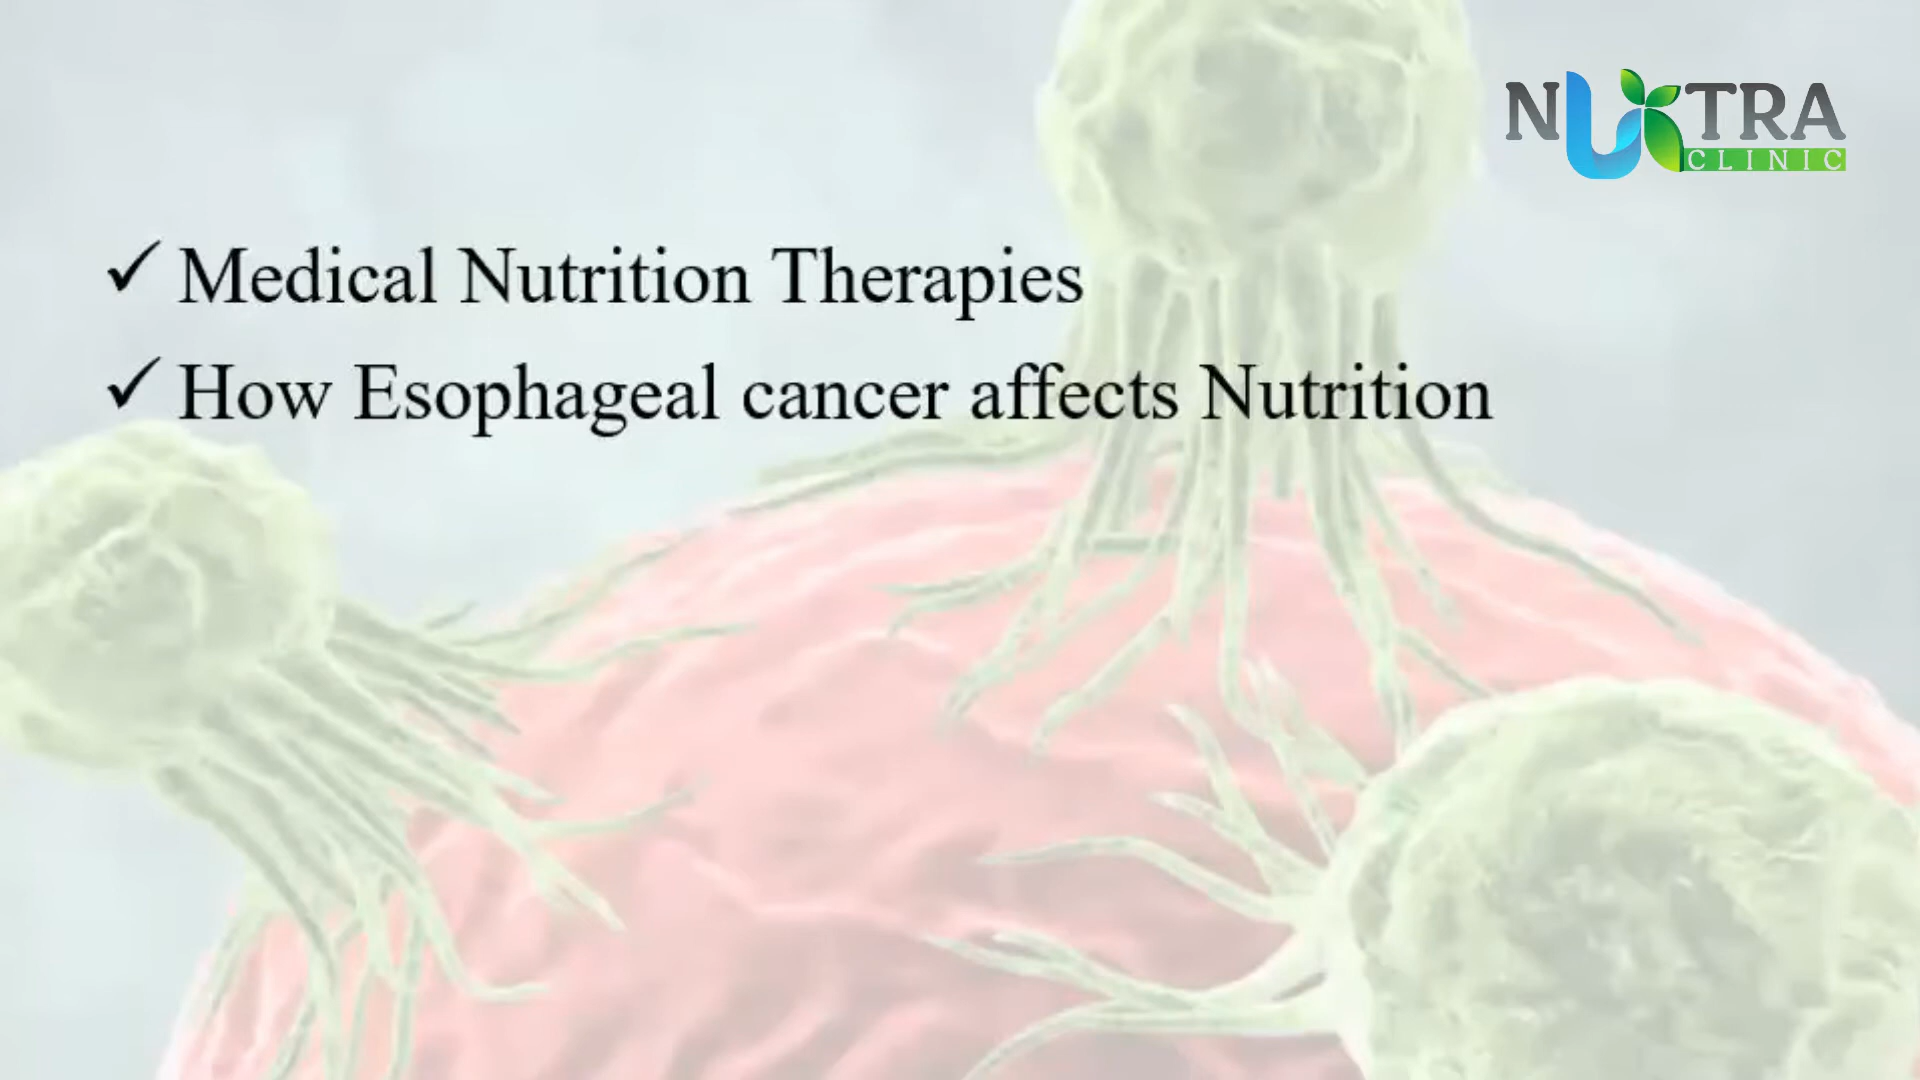 NUTRA
CLINIC
✓ Medical Nutrition Therapies
✓ How Esophageal cancer affects Nutrition